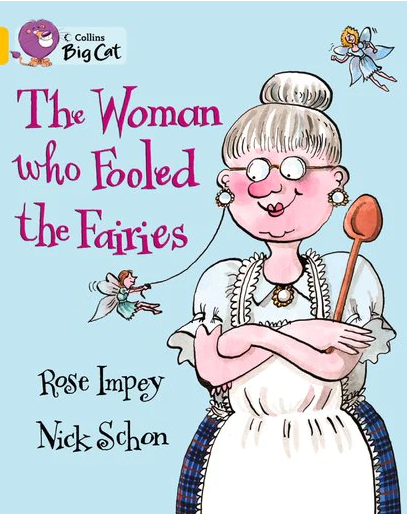 Collins
Big Cat
The Woman
who Fooled
the Fairies
Rose Impey
Nick Schon